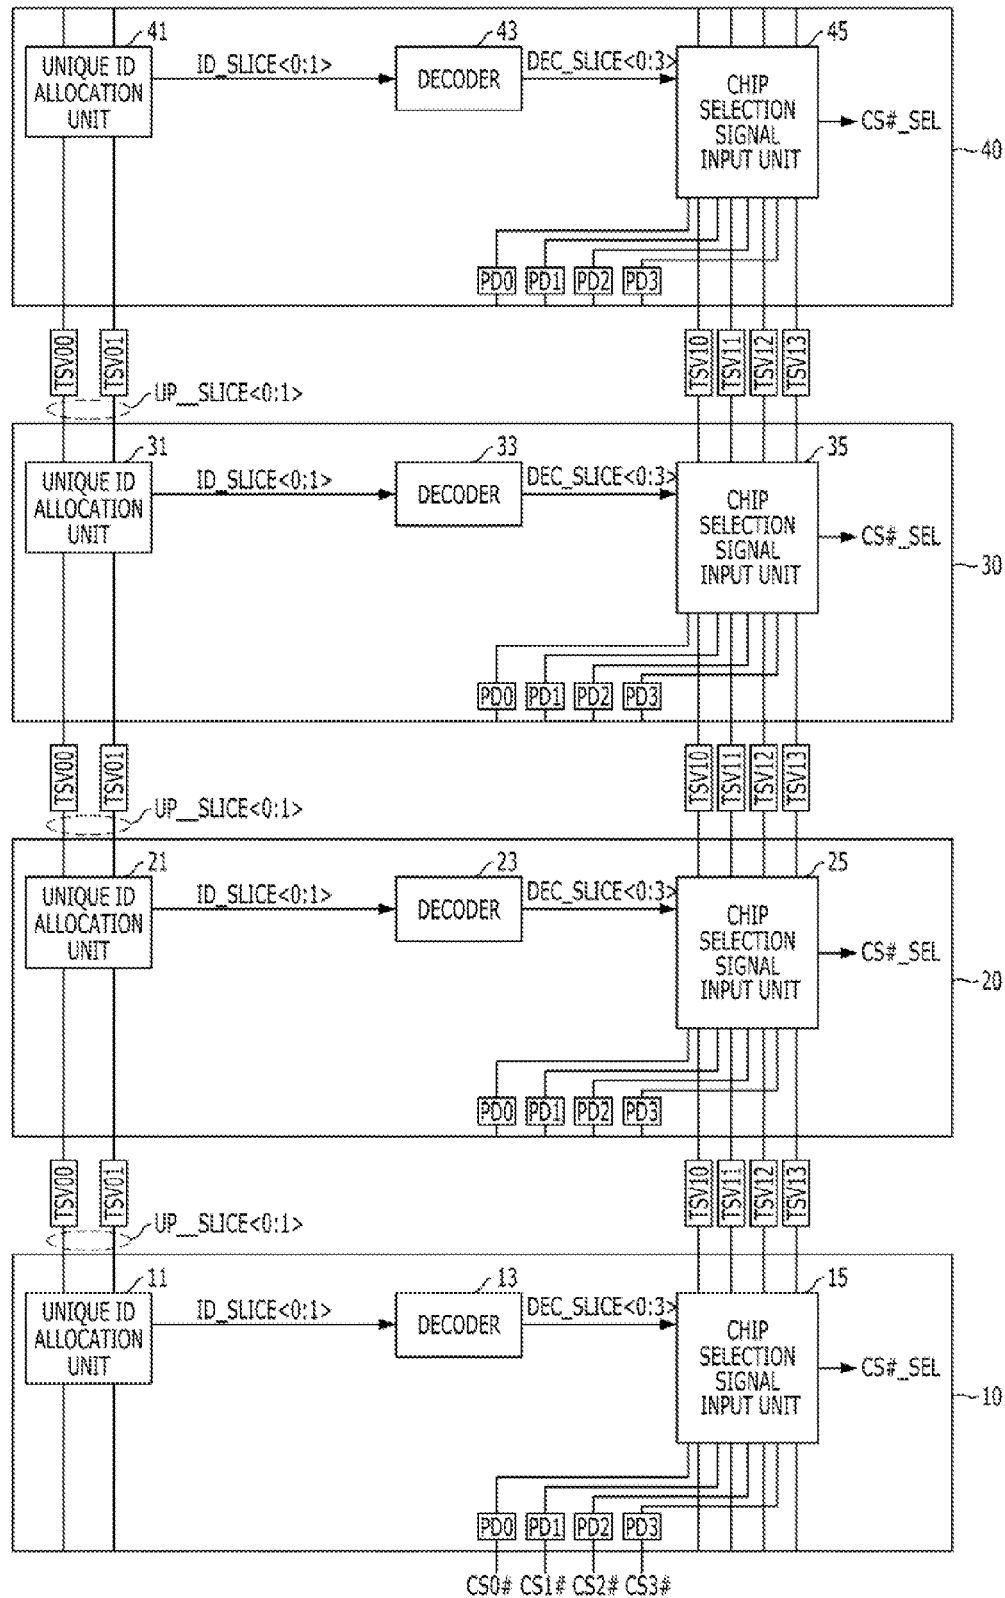 41
43
45
UNIQUE ID
ALLOCATION
UNIT
ID_SLICE<0:1>
DECODER
DEC_SLICE<0:3>
CHIP
SELECTION
SIGNAL
INPUT UNIT
CS#_SEL
40
PD0 PD1 PD2 PD3
TSV00 TSV01
TSV10 TSV11 TSV12 TSV13
UP__SLICE<0:1>
31
33
35
UNIQUE ID
ALLOCATION
UNIT
ID_SLICE<0:1>
DECODER
DEC_SLICE<0:3>
CHIP
SELECTION
SIGNAL
INPUT UNIT
CS#_SEL
30
PD0 PD1 PD2 PD3
TSV00 TSV01
TSV10 TSV11 TSV12 TSV13
UP__SLICE<0:1>
21
23
25
UNIQUE ID
ALLOCATION
UNIT
ID_SLICE<0:1>
DECODER
DEC_SLICE<0:3>
CHIP
SELECTION
SIGNAL
INPUT UNIT
CS#_SEL
20
PD0 PD1 PD2 PD3
TSV00 TSV01
TSV10 TSV11 TSV12 TSV13
UP__SLICE<0:1>
11
13
15
UNIQUE ID
ALLOCATION
UNIT
ID_SLICE<0:1>
DECODER
DEC_SLICE<0:3>
CHIP
SELECTION
SIGNAL
INPUT UNIT
CS#_SEL
10
PD0 PD1 PD2 PD3
CS0# CS1# CS2# CS3#